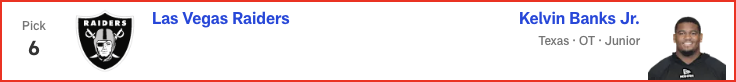 Pick
6
RAIDERS
Las Vegas Raiders
Kelvin Banks Jr.
Texas · OT · Junior